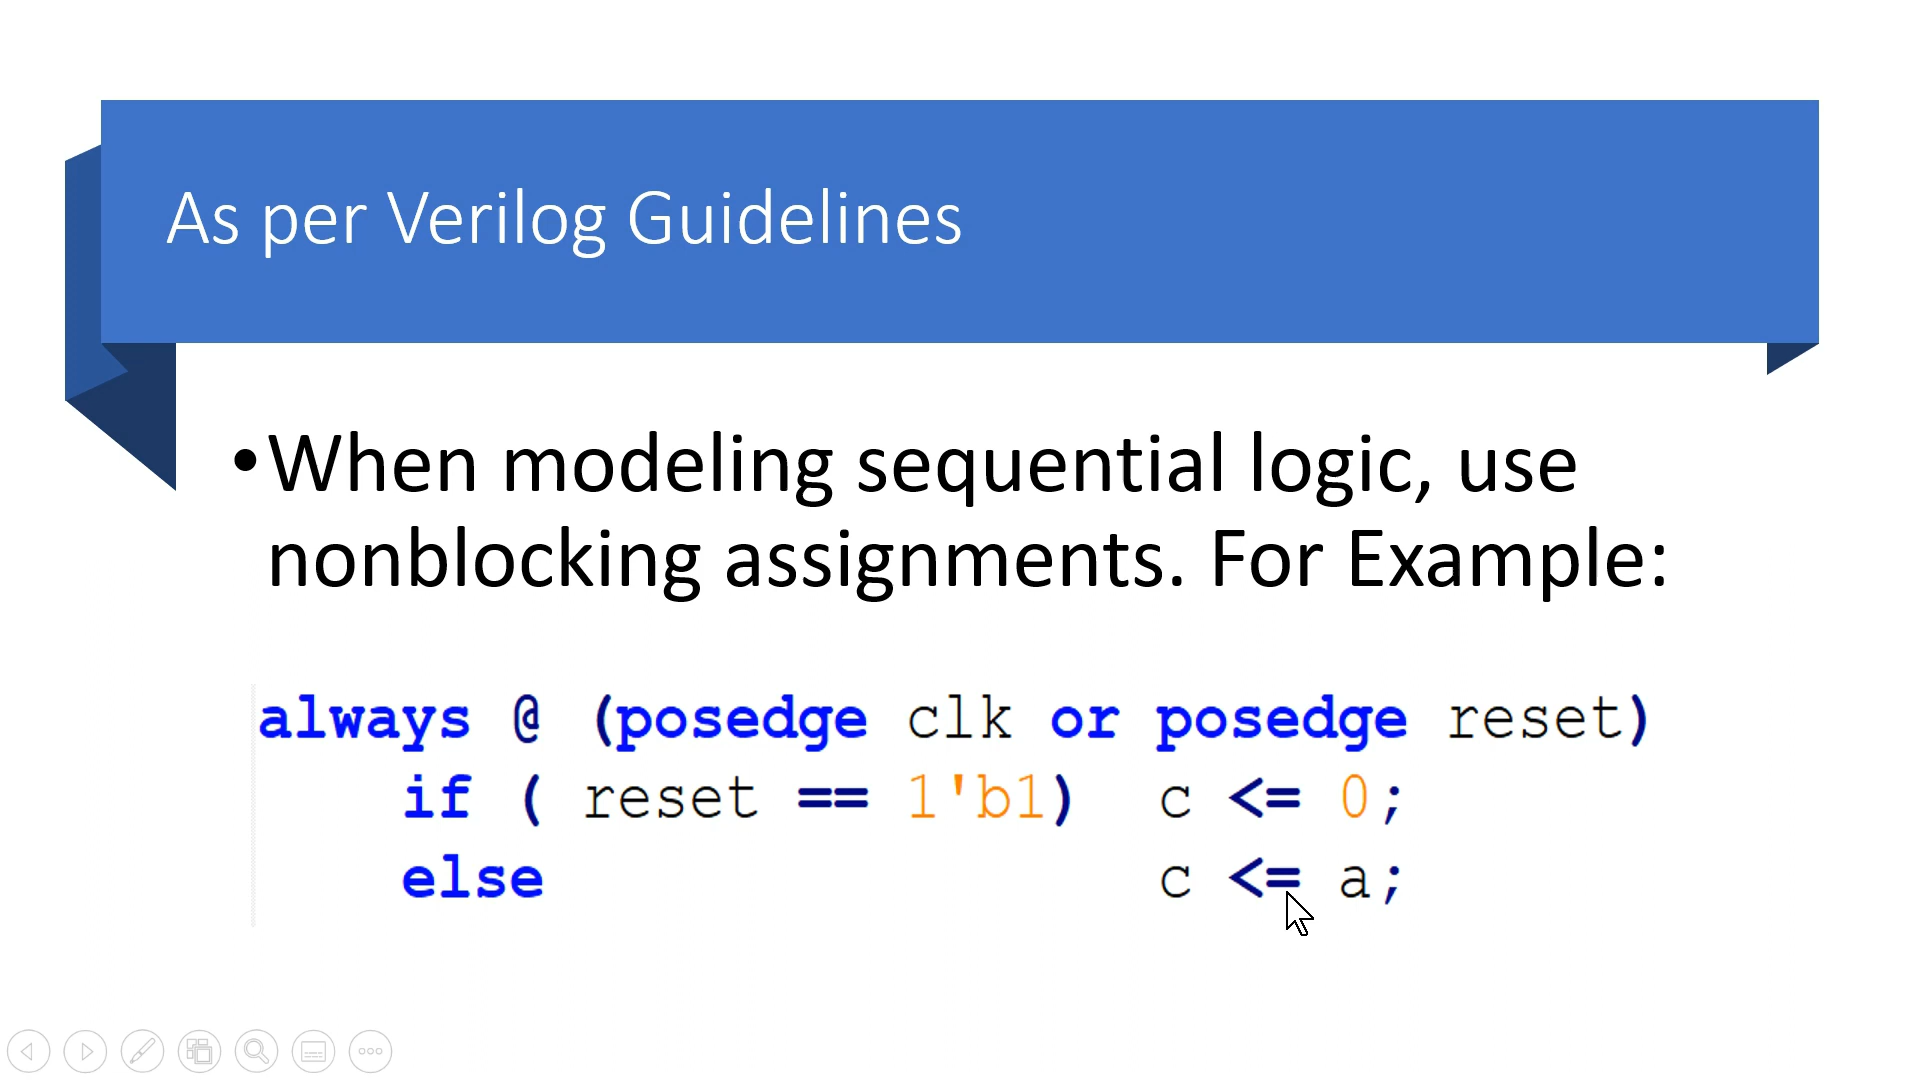 As per Verilog Guidelines
•When modeling sequential logic, use
nonblocking assignments. For Example:
always @ (posedge clk or posedge reset)
if ( reset == 1'b1) c <= 0;
else c <= a;